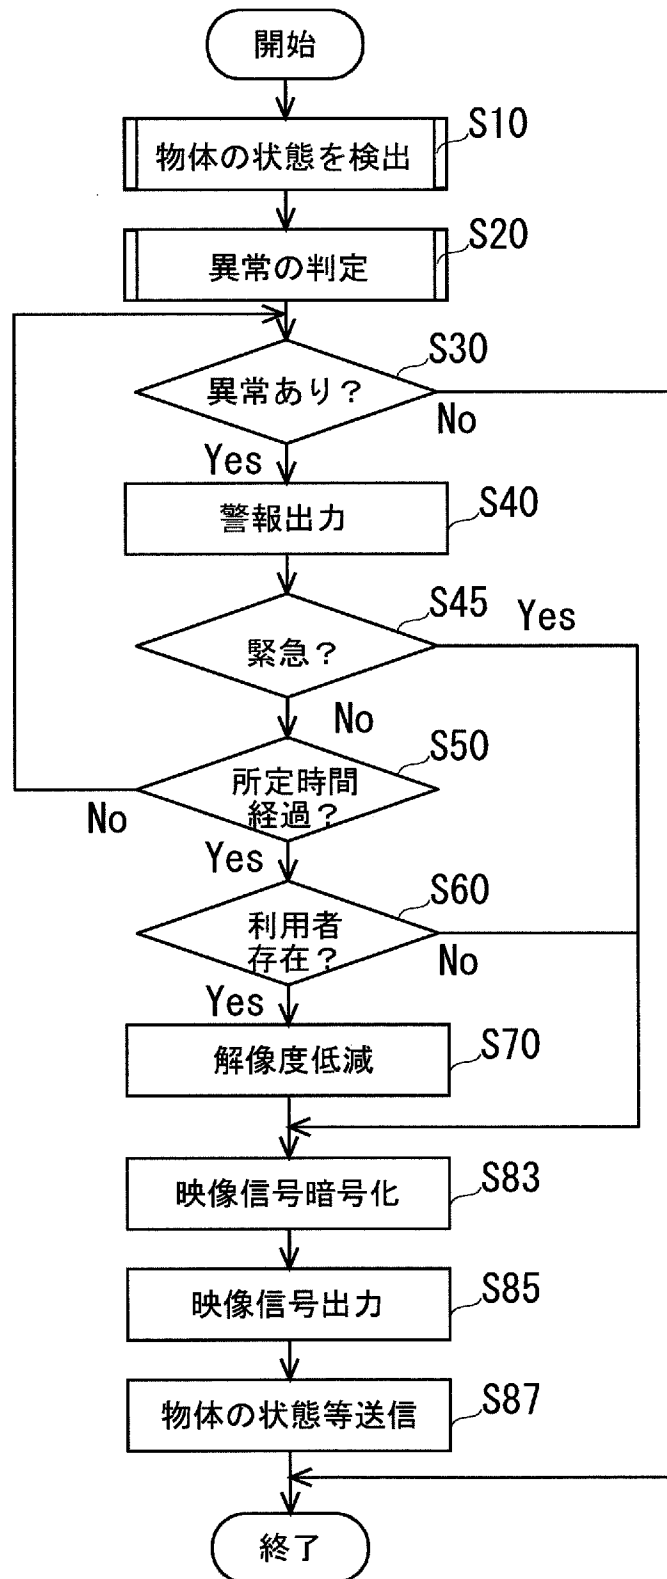 開始
S10
物体の状態を検出
S20
異常の判定
S30
異常あり？
No
Yes
S40
警報出力
S45
Yes
緊急？
No
S50
所定時間
経過？
No
Yes
S60
利用者
存在？
No
Yes
S70
解像度低減
S83
映像信号暗号化
S85
映像信号出力
S87
物体の状態等送信
終了